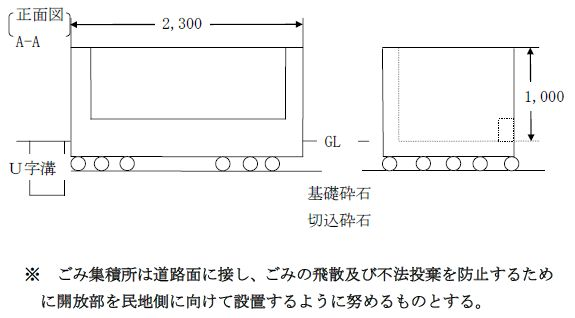 正面図
A-A
2,300
1,000
GL
U字溝
基礎砕石
切込砕石
※ ごみ集積所は道路面に接し、ごみの飛散及び不法投棄を防止するため
に開放部を民地側に向けて設置するように努めるものとする。